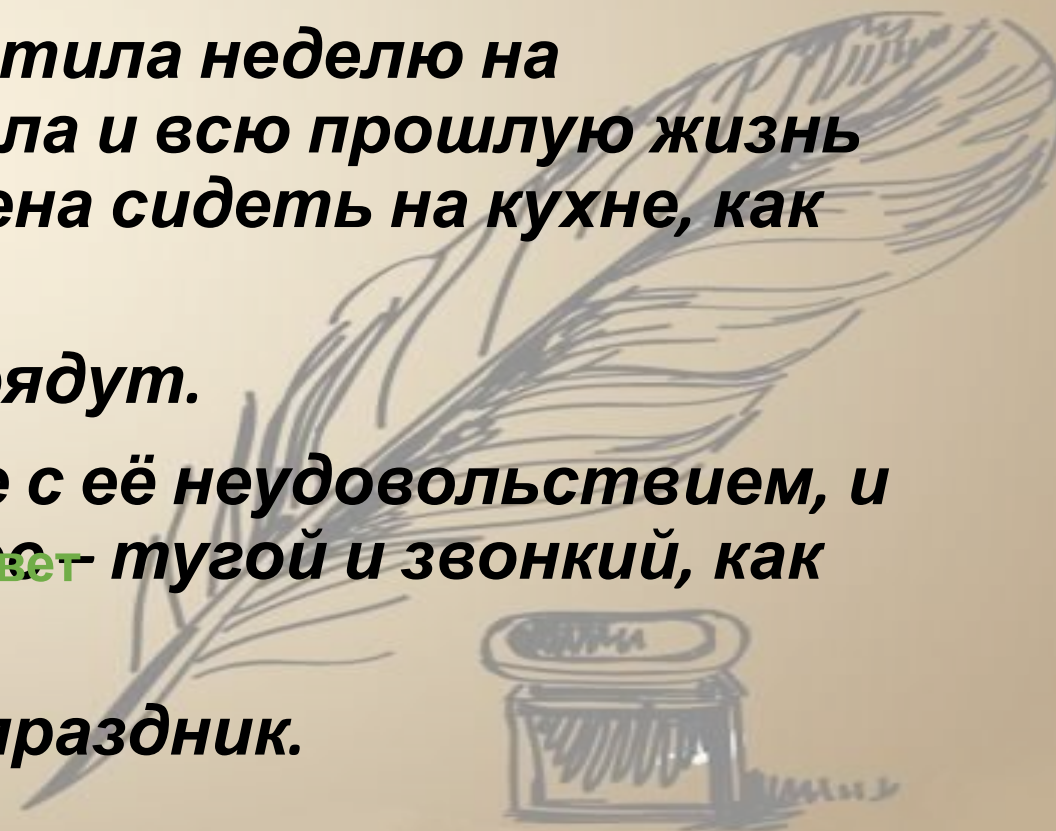 тила неделю на
ла и всю прошлую жизнь
ена сидеть на кухне, как
рядут.
е с её неудовольствием, и
– тугой и звонкий, как
вет
праздник.